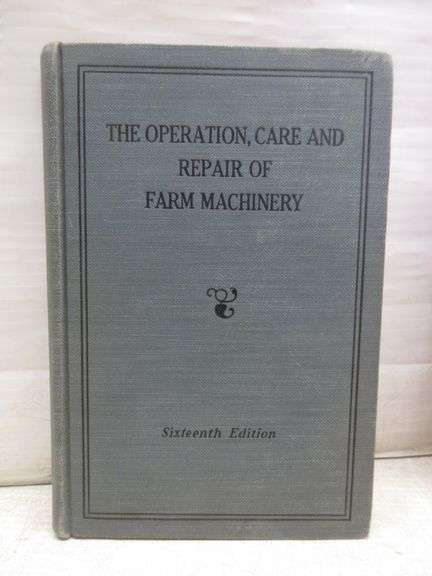 THE OPERATION, CARE AND
REPAIR OF
FARM MACHINERY
Sixteenth Edition